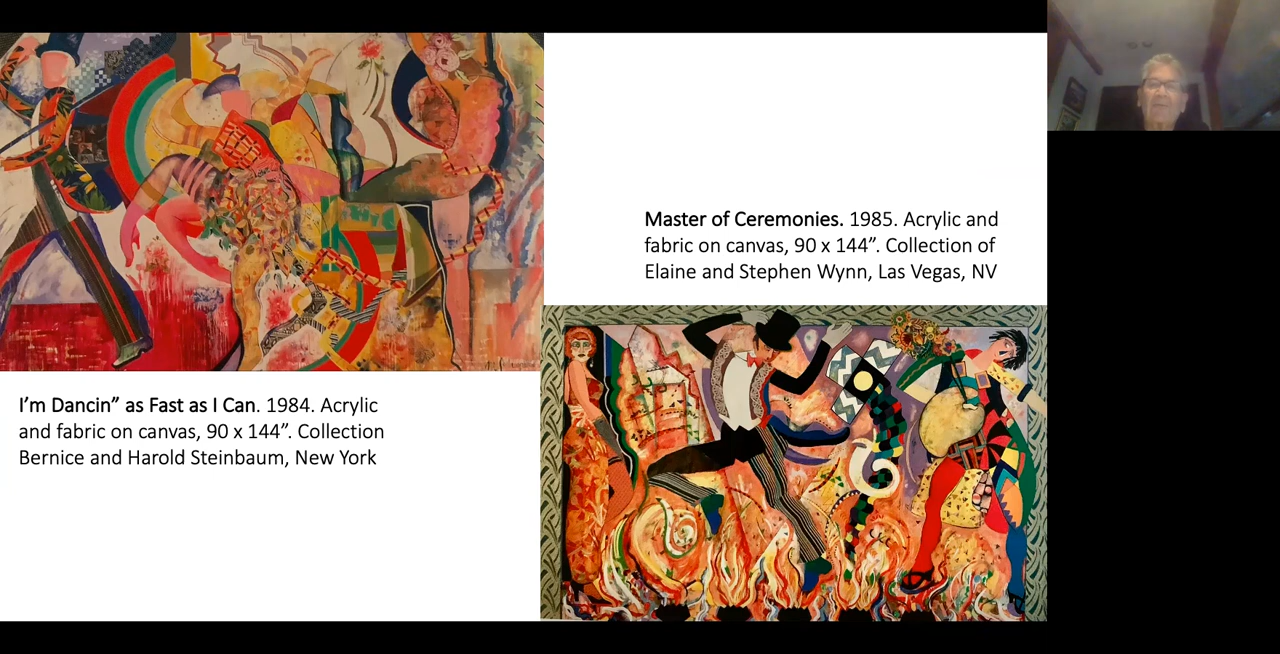 Master of Ceremonies. 1985. Acrylic and
fabric on canvas, 90 x 144”. Collection of
Elaine and Stephen Wynn, Las Vegas, NV
I’m Dancin” as Fast as I Can. 1984. Acrylic
and fabric on canvas, 90 x 144”. Collection
Bernice and Harold Steinbaum, New York